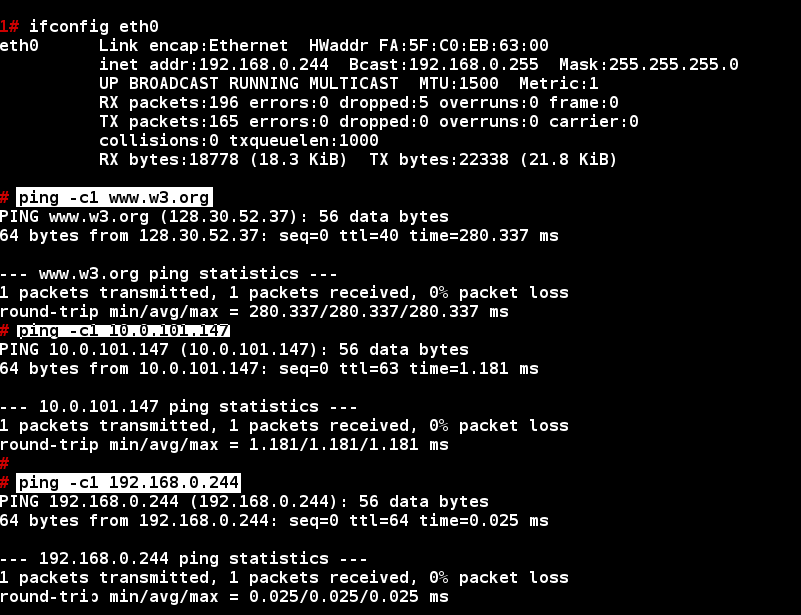 1# ifconfig eth0
eth0      Link encap:Ethernet  HWaddr FA:5F:C0:EB:63:00
          inet addr:192.168.0.244  Bcast:192.168.0.255  Mask:255.255.255.0
          UP BROADCAST RUNNING MULTICAST  MTU:1500  Metric:1
          RX packets:196 errors:0 dropped:5 overruns:0 frame:0
          TX packets:165 errors:0 dropped:0 overruns:0 carrier:0
          collisions:0 txqueuelen:1000
          RX bytes:18778 (18.3 KiB)  TX bytes:22338 (21.8 KiB)
# ping -c1 www.w3.org
PING www.w3.org (128.30.52.37): 56 data bytes
64 bytes from 128.30.52.37: seq=0 ttl=40 time=280.337 ms
--- www.w3.org ping statistics ---
1 packets transmitted, 1 packets received, 0% packet loss
round-trip min/avg/max = 280.337/280.337/280.337 ms
# ping -c1 10.0.101.147
PING 10.0.101.147 (10.0.101.147): 56 data bytes
64 bytes from 10.0.101.147: seq=0 ttl=63 time=1.181 ms
--- 10.0.101.147 ping statistics ---
1 packets transmitted, 1 packets received, 0% packet loss
round-trip min/avg/max = 1.181/1.181/1.181 ms
#
# ping -c1 192.168.0.244
PING 192.168.0.244 (192.168.0.244): 56 data bytes
64 bytes from 192.168.0.244: seq=0 ttl=64 time=0.025 ms
--- 192.168.0.244 ping statistics ---
1 packets transmitted, 1 packets received, 0% packet loss
round-trip min/avg/max = 0.025/0.025/0.025 ms